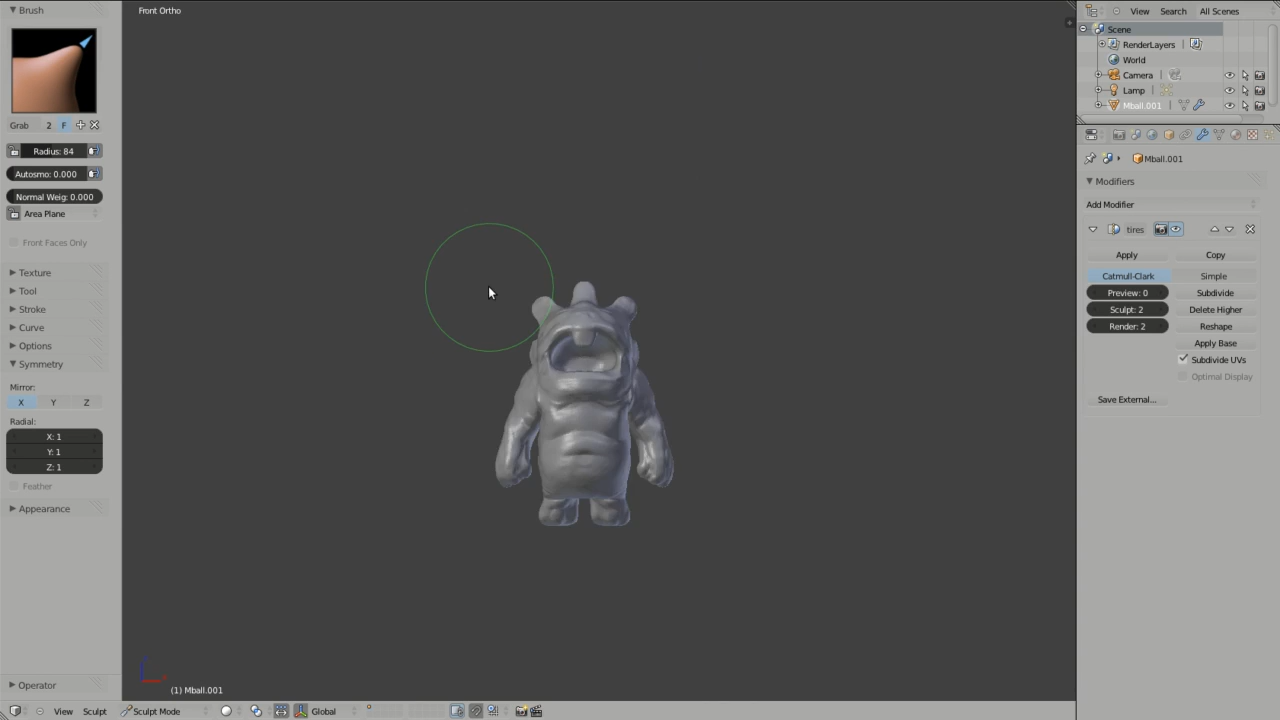 Brush
Grab 2 F
Radius: 84
Autosmo: 0.000
Normal Weig: 0.000
Area Plane
Front Faces Only
Texture
Tool
Stroke
Curve
Options
Symmetry
Mirror:
X Y Z
Radial:
X: 1
Y: 1
Z: 1
Feather
Appearance
Operator
Front Ortho
(1) Mball.001
View Sculpt Sculpt Mode Global
View Search All Scenes
Scene
RenderLayers
World
Camera
Lamp
Mball.001
Mball.001
Modifiers
Add Modifier
tires
Apply Copy
Catmull-Clark Simple
Preview: 0 Subdivide
Sculpt: 2 Delete Higher
Render: 2 Reshape
Apply Base
Subdivide UVs
Optimal Display
Save External...